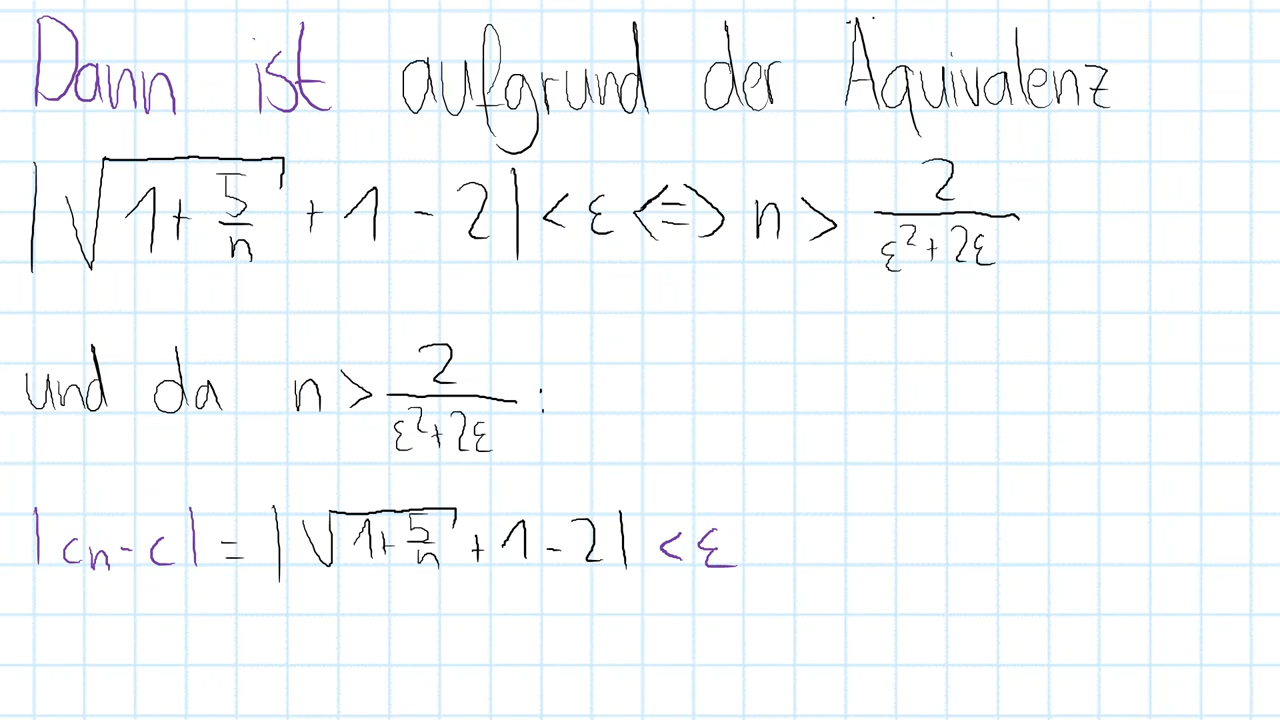 Dann ist aufgrund der Äquivalenz
|√(1+5/n) + 1 - 2| < ε <=> n > 2/(ε²+2ε)
und da n > 2/(ε²+2ε) :
|cn - c| = |√(1+5/n) + 1 - 2| < ε